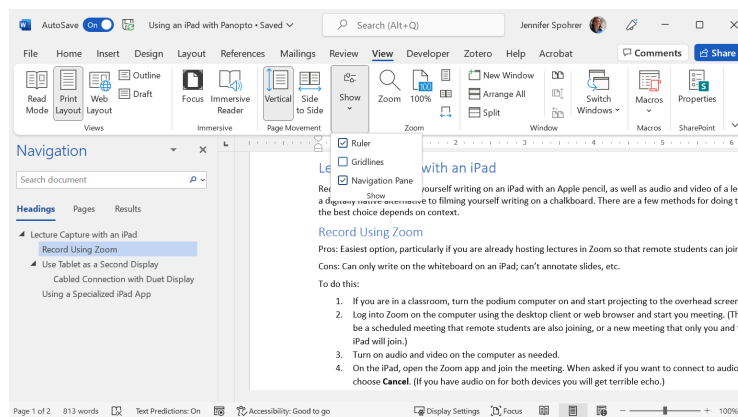 AutoSave On Using an iPad with Panopto • Saved Search (Alt+Q) Jennifer Spohrer
File Home Insert Design Layout References Mailings Review View Developer Zotero Help Acrobat Comments Share
Read Mode
Print Layout
Web Layout
Outline
Draft
Views
Focus
Immersive Reader
Immersive
Vertical
Side to Side
Page Movement
Show
Zoom
100%
Zoom
New Window
Arrange All
Split
Switch Windows
Window
Macros
Macros
Properties
SharePoint
Ruler
Gridlines
Navigation Pane
Show
Navigation
Search document
Headings Pages Results
Lecture Capture with an iPad
Record Using Zoom
Use Tablet as a Second Display
Cabled Connection with Duet Display
Using a Specialized iPad App
2 3 4 5 6
with an iPad
yourself writing on an iPad with an Apple pencil, as well as audio and video of a le
a digitally native alternative to filming yourself writing on a chalkboard. There are a few methods for doing t
the best choice depends on context.
Record Using Zoom
Pros: Easiest option, particularly if you are already hosting lectures in Zoom so that remote students can join
Cons: Can only write on the whiteboard on an iPad; can't annotate slides, etc.
To do this:
1. If you are in a classroom, turn the podium computer on and start projecting to the overhead screen
2. Log into Zoom on the computer using the desktop client or web browser and start you meeting. (Th
be a scheduled meeting that remote students are also joining, or a new meeting that only you and
iPad will join.)
3. Turn on audio and video on the computer as needed.
4. On the iPad, open the Zoom app and join the meeting. When asked if you want to connect to audio
choose Cancel. (If you have audio on for both devices you will get terrible echo.)
Page 1 of 2 813 words Text Predictions: On Accessibility: Good to go Display Settings Focus 100%